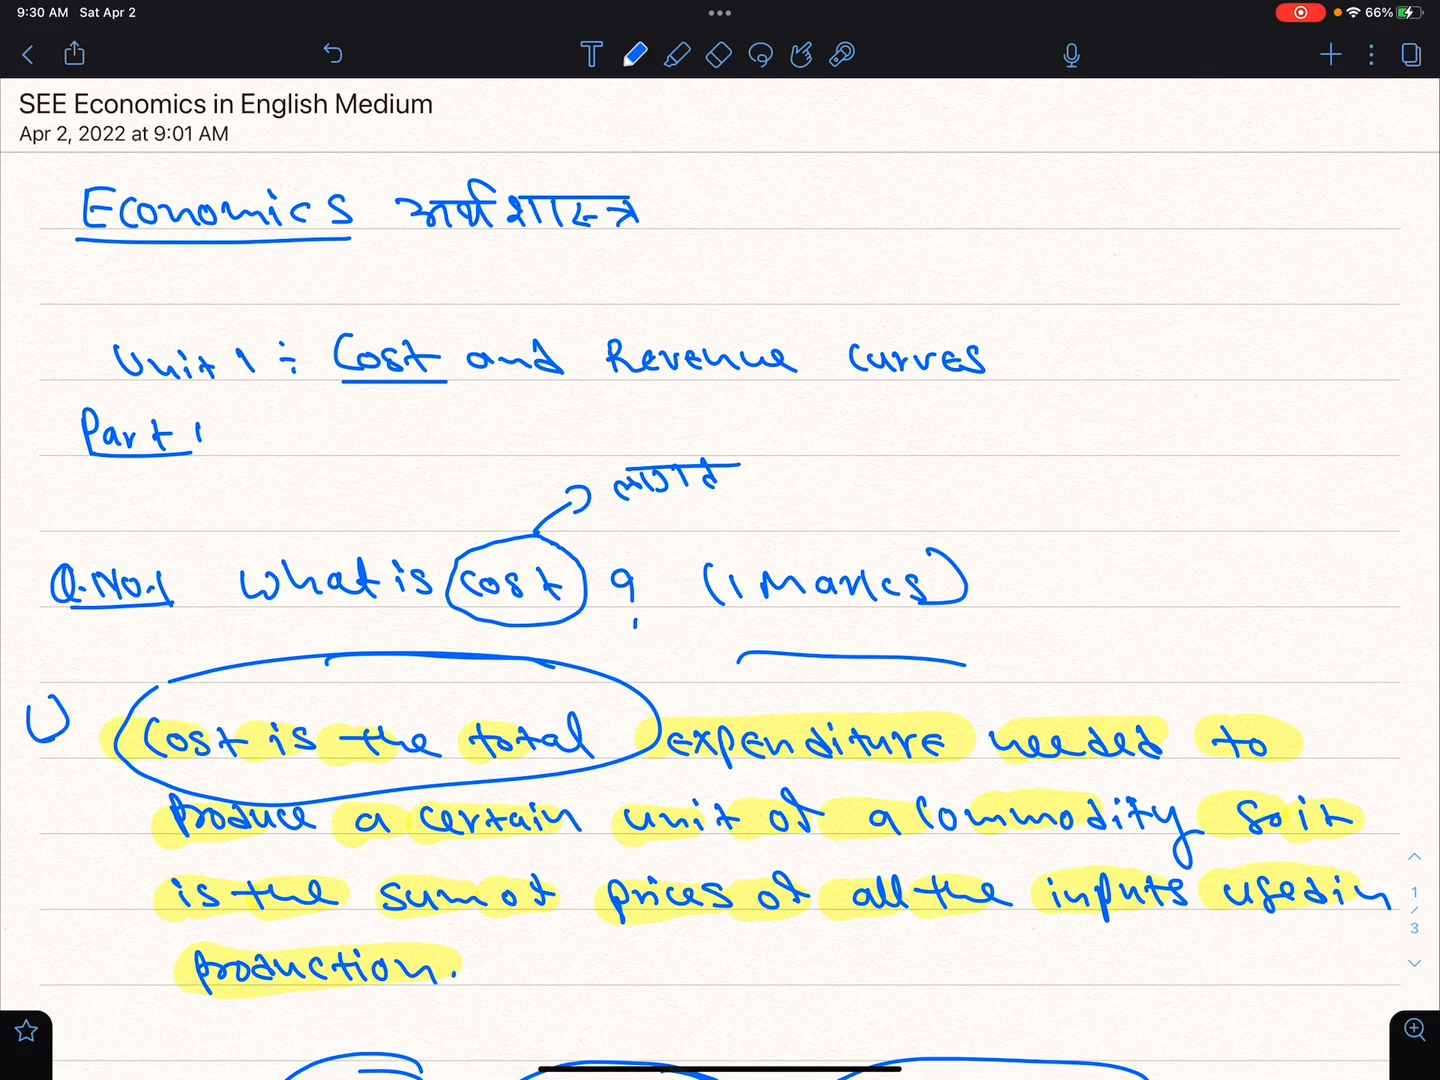 9:30 AM Sat Apr 2
66%
SEE Economics in English Medium
Apr 2, 2022 at 9:01 AM
Economics अर्थशास्त्र
Unit 1 : Cost and Revenue curves
Part 1
लागत
Q.No.1 What is cost ? (1 Marks)
Cost is the total expenditure needed to
produce a certain unit of a commodity so it
is the sum of prices of all the inputs used in
production.
1
/
3